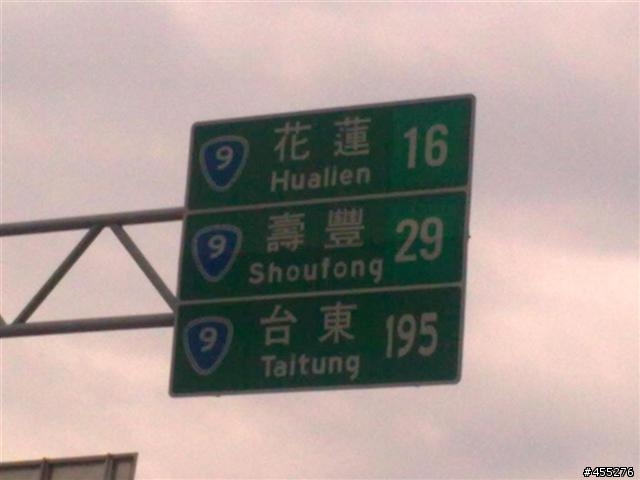 9 花蓮 16
Hualien
9 壽豐 29
Shoufong
9 台東 195
Taitung
#455276